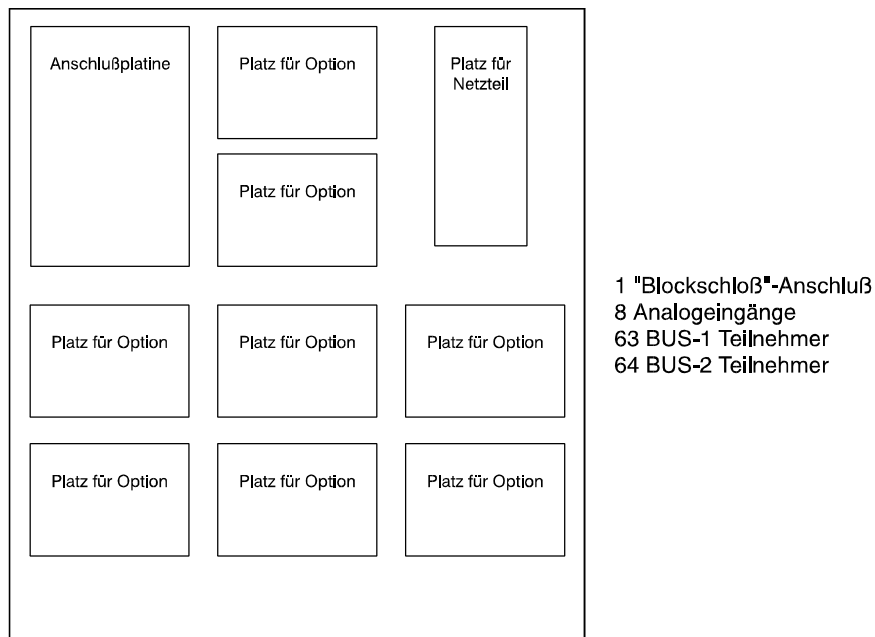 Anschlußplatine
Platz für Option
Platz für
Netzteil
Platz für Option
1 "Blockschloß"-Anschluß
8 Analogeingänge
63 BUS-1 Teilnehmer
64 BUS-2 Teilnehmer
Platz für Option
Platz für Option
Platz für Option
Platz für Option
Platz für Option
Platz für Option